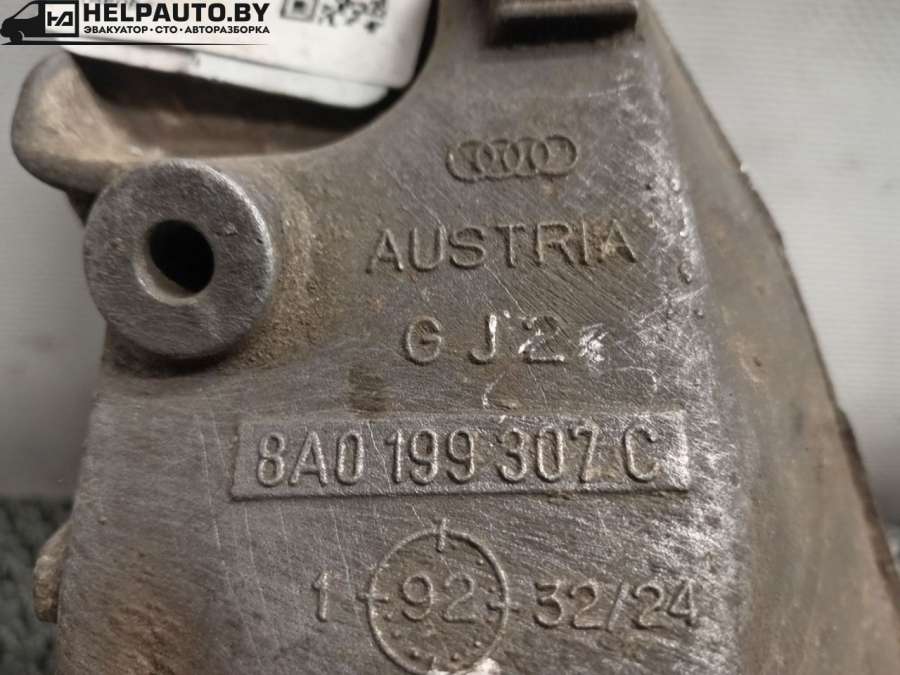 HELPAUTO.BY
ЭВАКУАТОР · СТО · АВТОРАЗБОРКА
AUSTRIA
G J 2
8A0 199 307 C
1 92 32/24